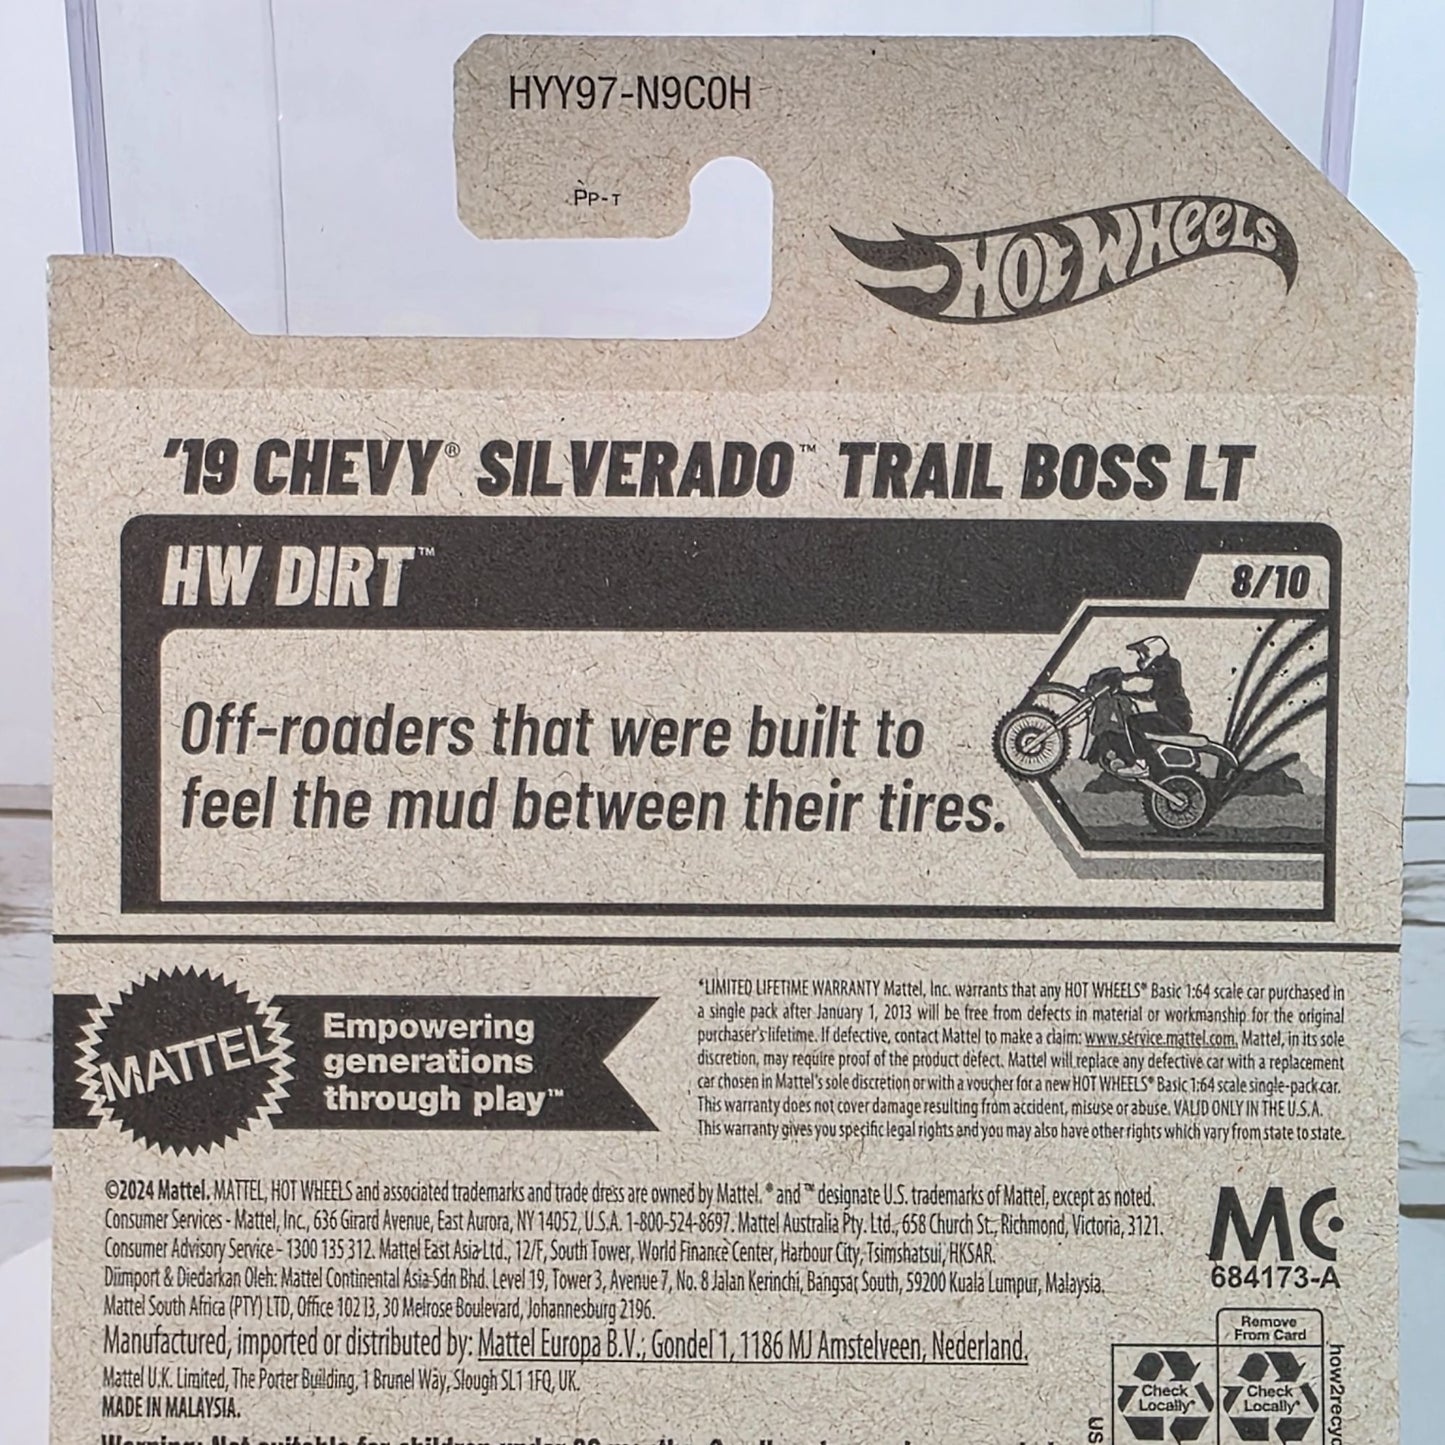 HYY97-N9C0H
PP-T
HOT WHEELS
'19 CHEVY® SILVERADO™ TRAIL BOSS LT
HW DIRT™
8/10
Off-roaders that were built to
feel the mud between their tires.
MATTEL
Empowering
generations
through play™
*LIMITED LIFETIME WARRANTY Mattel, Inc. warrants that any HOT WHEELS® Basic 1:64 scale car purchased in
a single pack after January 1, 2013 will be free from defects in material or workmanship for the original
purchaser's lifetime. If defective, contact Mattel to make a claim: www.service.mattel.com. Mattel, in its sole
discretion, may require proof of the product defect. Mattel will replace any defective car with a replacement
car chosen in Mattel's sole discretion or with a voucher for a new HOT WHEELS® Basic 1:64 scale single-pack car.
This warranty does not cover damage resulting from accident, misuse or abuse. VALID ONLY IN THE U.S.A.
This warranty gives you specific legal rights and you may also have other rights which vary from state to state.
©2024 Mattel. MATTEL, HOT WHEELS and associated trademarks and trade dress are owned by Mattel. ® and ™ designate U.S. trademarks of Mattel, except as noted.
Consumer Services - Mattel, Inc., 636 Girard Avenue, East Aurora, NY 14052, U.S.A. 1-800-524-8697. Mattel Australia Pty. Ltd., 658 Church St., Richmond, Victoria, 3121.
Consumer Advisory Service - 1300 135 312. Mattel East Asia Ltd., 12/F, South Tower, World Finance Center, Harbour City, Tsimshatsui, HKSAR.
Diimport & Diedarkan Oleh: Mattel Continental Asia Sdn Bhd. Level 19, Tower 3, Avenue 7, No. 8 Jalan Kerinchi, Bangsar South, 59200 Kuala Lumpur, Malaysia.
Mattel South Africa (PTY) LTD, Office 102 I3, 30 Melrose Boulevard, Johannesburg 2196.
Manufactured, imported or distributed by: Mattel Europa B.V., Gondel 1, 1186 MJ Amstelveen, Nederland.
Mattel U.K. Limited, The Porter Building, 1 Brunel Way, Slough SL1 1FQ, UK.
MADE IN MALAYSIA.
MC
684173-A
Remove
From Card
Check
Locally*
Check
Locally*
US
how2recyc
Warning: Not suitable for children under 36 months.